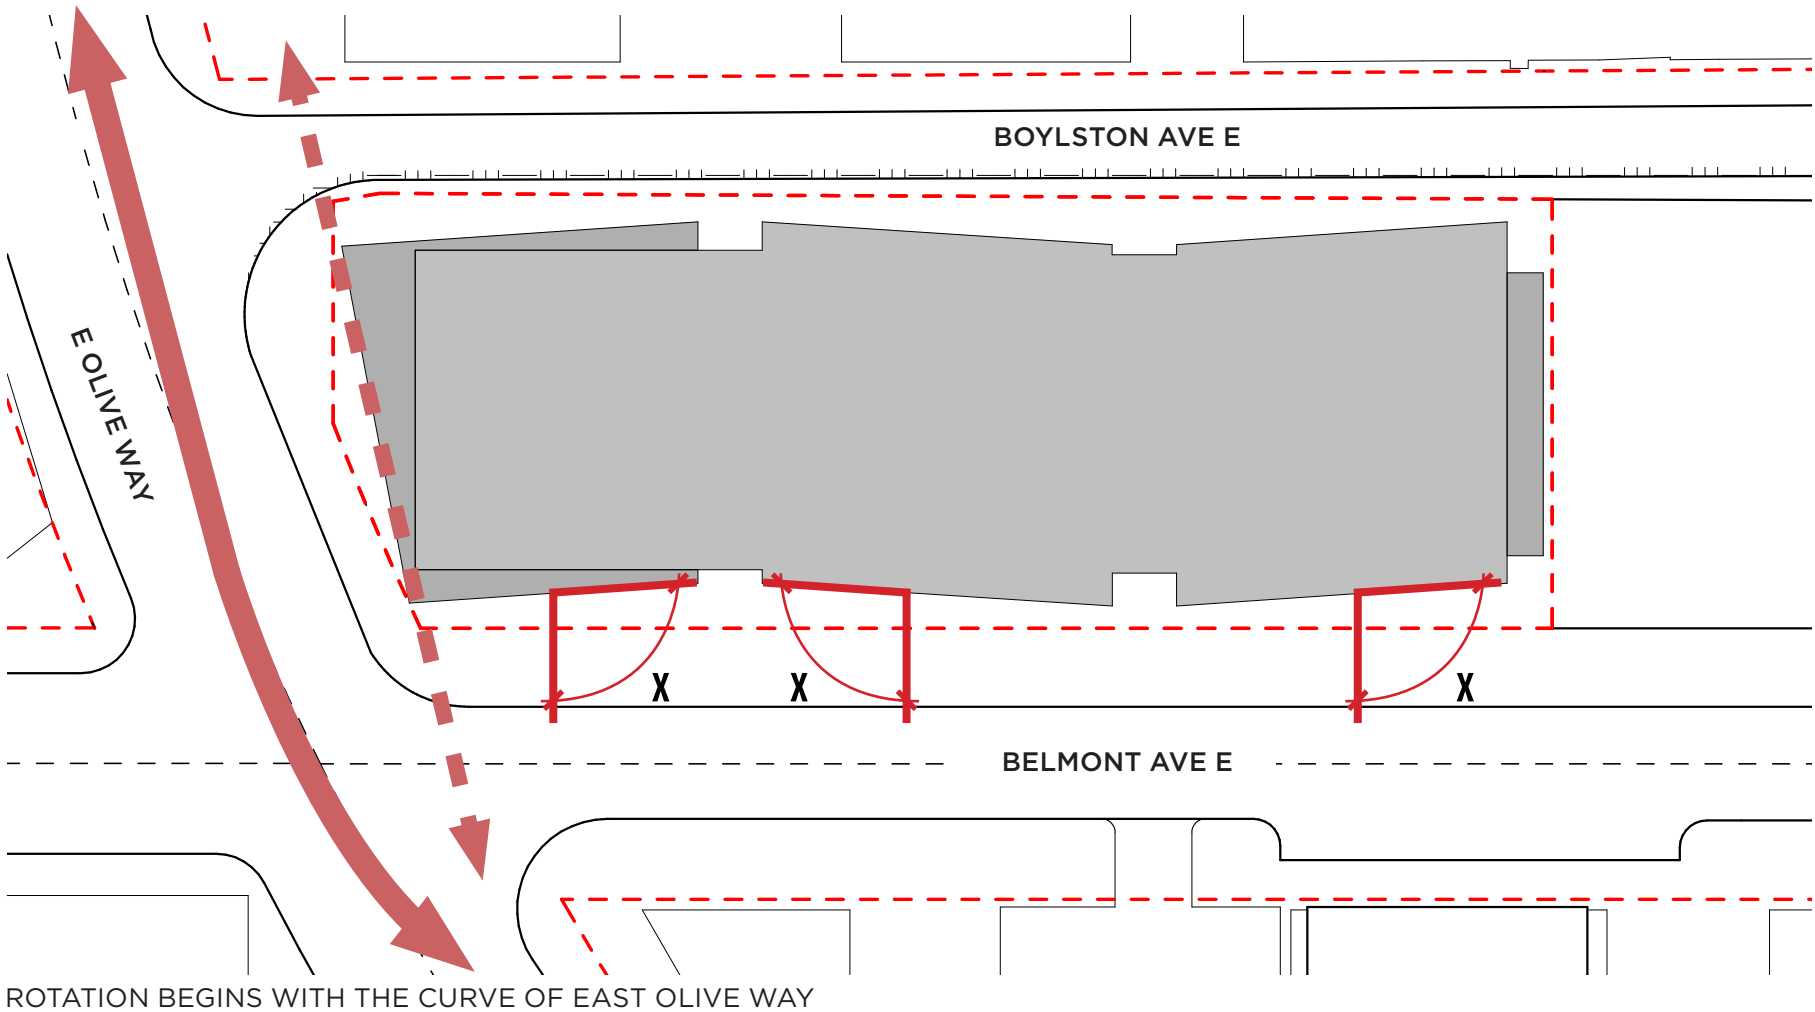 BOYLSTON AVE E
E OLIVE WAY
X
X
X
BELMONT AVE E
ROTATION BEGINS WITH THE CURVE OF EAST OLIVE WAY